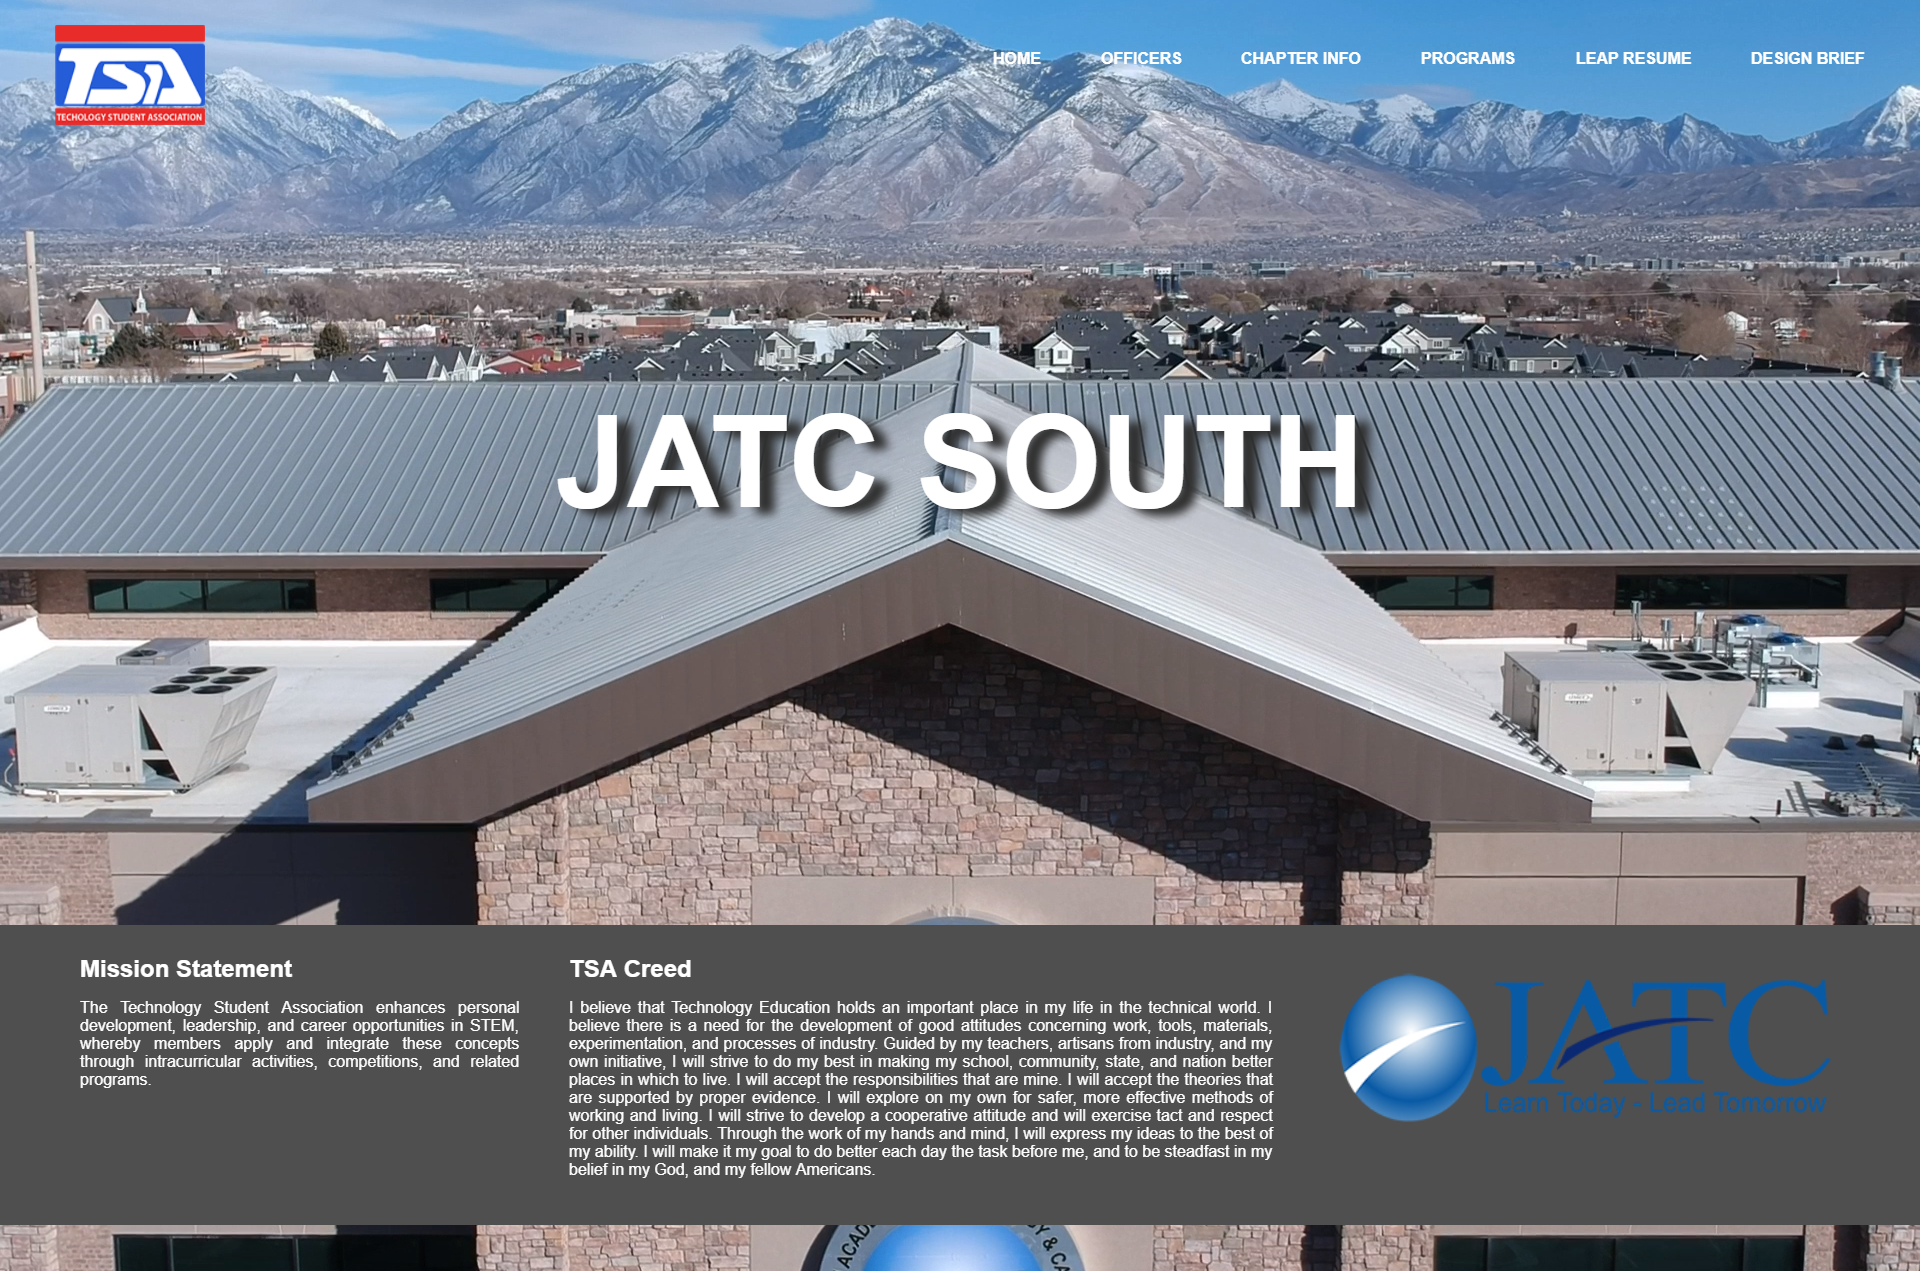 TECHOLOGY STUDENT ASSOCIATION
TSA
HOME OFFICERS CHAPTER INFO PROGRAMS LEAP RESUME DESIGN BRIEF
JATC SOUTH
Mission Statement
The Technology Student Association enhances personal
development, leadership, and career opportunities in STEM,
whereby members apply and integrate these concepts
through intracurricular activities, competitions, and related
programs.
TSA Creed
I believe that Technology Education holds an important place in my life in the technical world. I
believe there is a need for the development of good attitudes concerning work, tools, materials,
experimentation, and processes of industry. Guided by my teachers, artisans from industry, and my
own initiative, I will strive to do my best in making my school, community, state, and nation better
places in which to live. I will accept the responsibilities that are mine. I will accept the theories that
are supported by proper evidence. I will explore on my own for safer, more effective methods of
working and living. I will strive to develop a cooperative attitude and will exercise tact and respect
for other individuals. Through the work of my hands and mind, I will express my ideas to the best of
my ability. I will make it my goal to do better each day the task before me, and to be steadfast in my
belief in my God, and my fellow Americans.
JATC
Learn Today - Lead Tomorrow